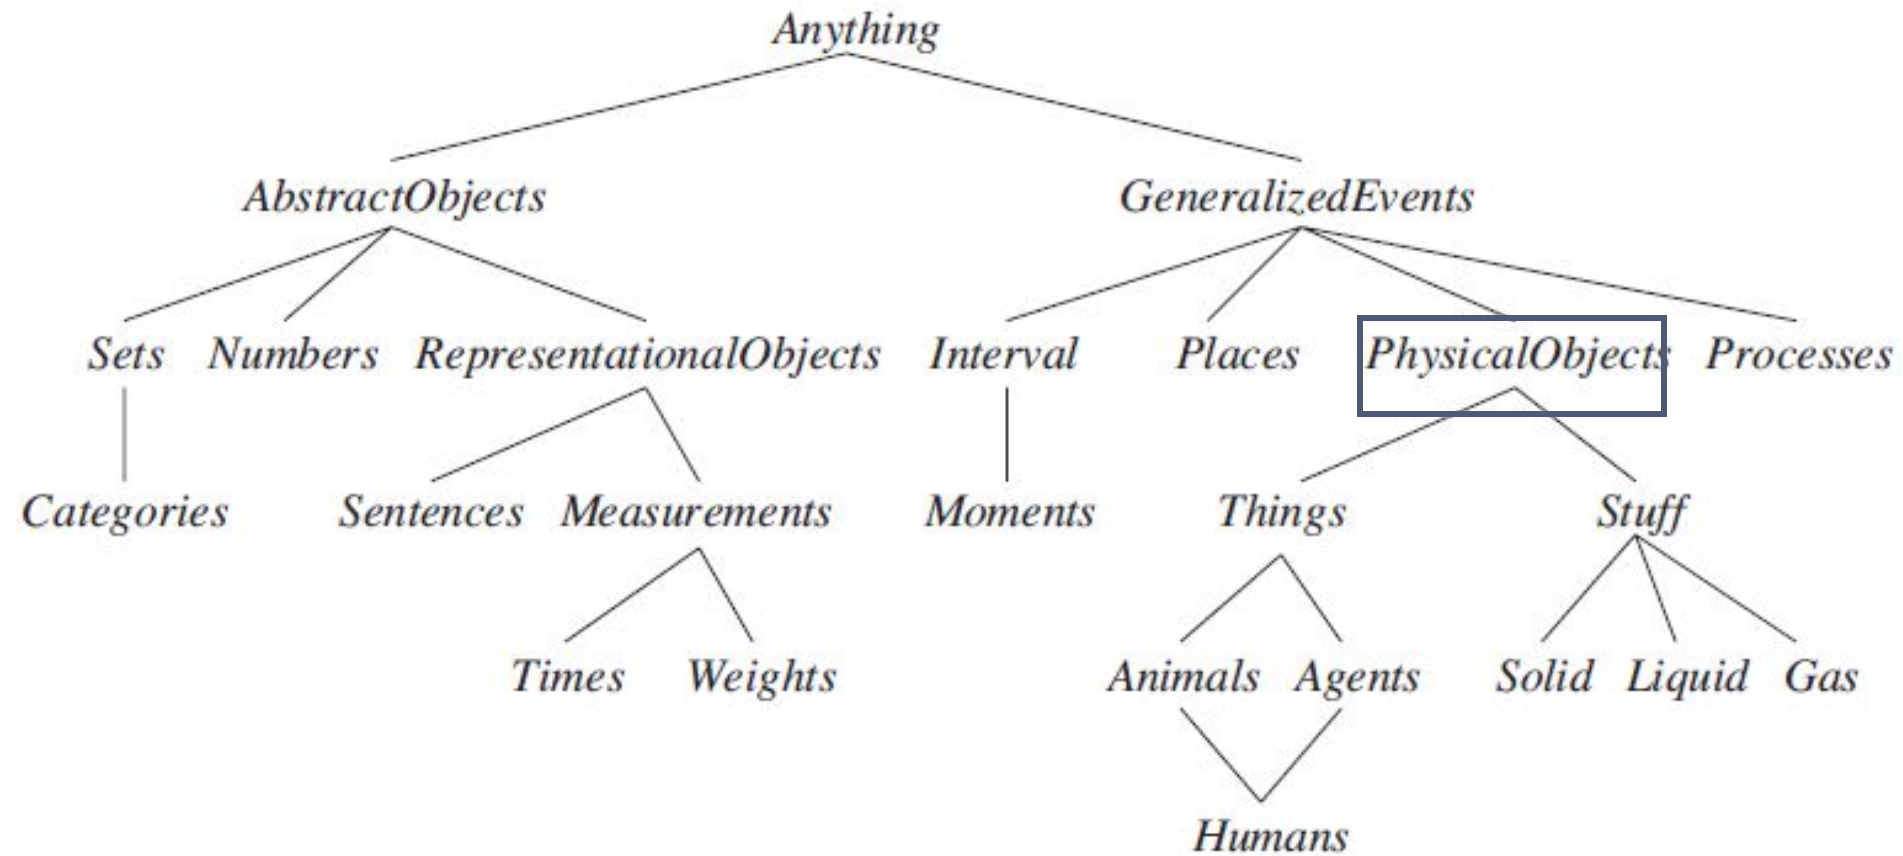 Anything
AbstractObjects GeneralizedEvents
Sets Numbers RepresentationalObjects Interval Places PhysicalObjects Processes
Categories Sentences Measurements Moments Things Stuff
Times Weights Animals Agents Solid Liquid Gas
Humans